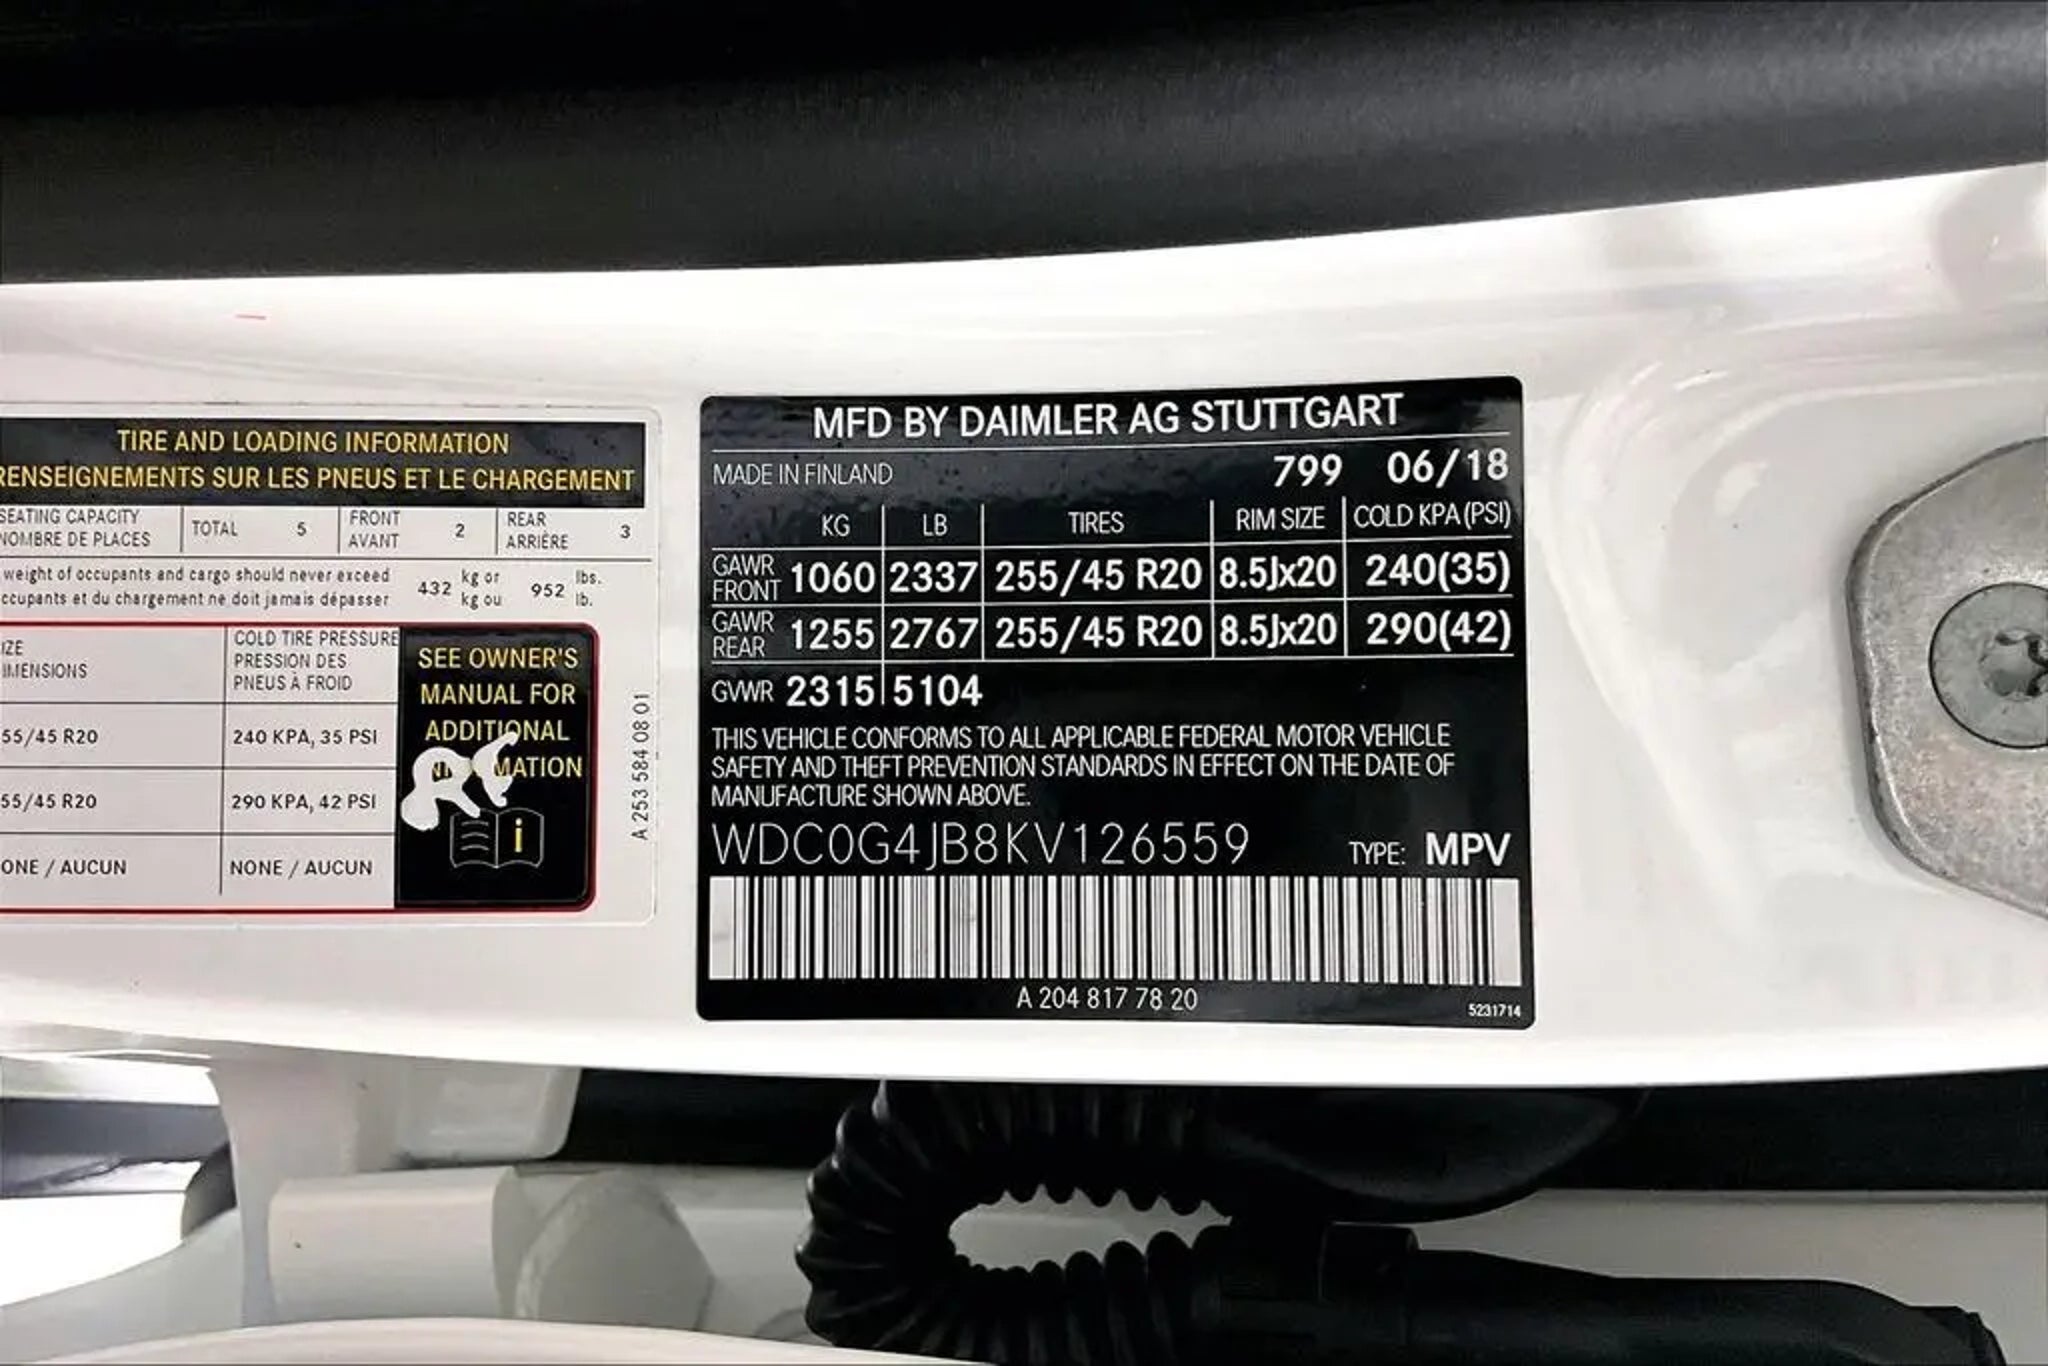 TIRE AND LOADING INFORMATION
RENSEIGNEMENTS SUR LES PNEUS ET LE CHARGEMENT
SEATING CAPACITY TOTAL 5 FRONT 2 REAR 3
NOMBRE DE PLACES AVANT ARRIÉRE
weight of occupants and cargo should never exceed 432 kg or 952 lbs.
ccupants et du chargement ne doit jamais dépasser kg ou lb.
IZE COLD TIRE PRESSURE
IMENSIONS PRESSION DES
PNEUS À FROID
55/45 R20 240 KPA, 35 PSI
55/45 R20 290 KPA, 42 PSI
ONE / AUCUN NONE / AUCUN
SEE OWNER'S
MANUAL FOR
ADDITIONAL
MATION
i
A 253 584 08 01
MFD BY DAIMLER AG STUTTGART
MADE IN FINLAND 799 06/18
KG LB TIRES RIM SIZE COLD KPA (PSI)
GAWR FRONT 1060 2337 255/45 R20 8.5Jx20 240(35)
GAWR REAR 1255 2767 255/45 R20 8.5Jx20 290(42)
GVWR 2315 5104
THIS VEHICLE CONFORMS TO ALL APPLICABLE FEDERAL MOTOR VEHICLE
SAFETY AND THEFT PREVENTION STANDARDS IN EFFECT ON THE DATE OF
MANUFACTURE SHOWN ABOVE.
WDC0G4JB8KV126559 TYPE: MPV
A 204 817 78 20
5231714